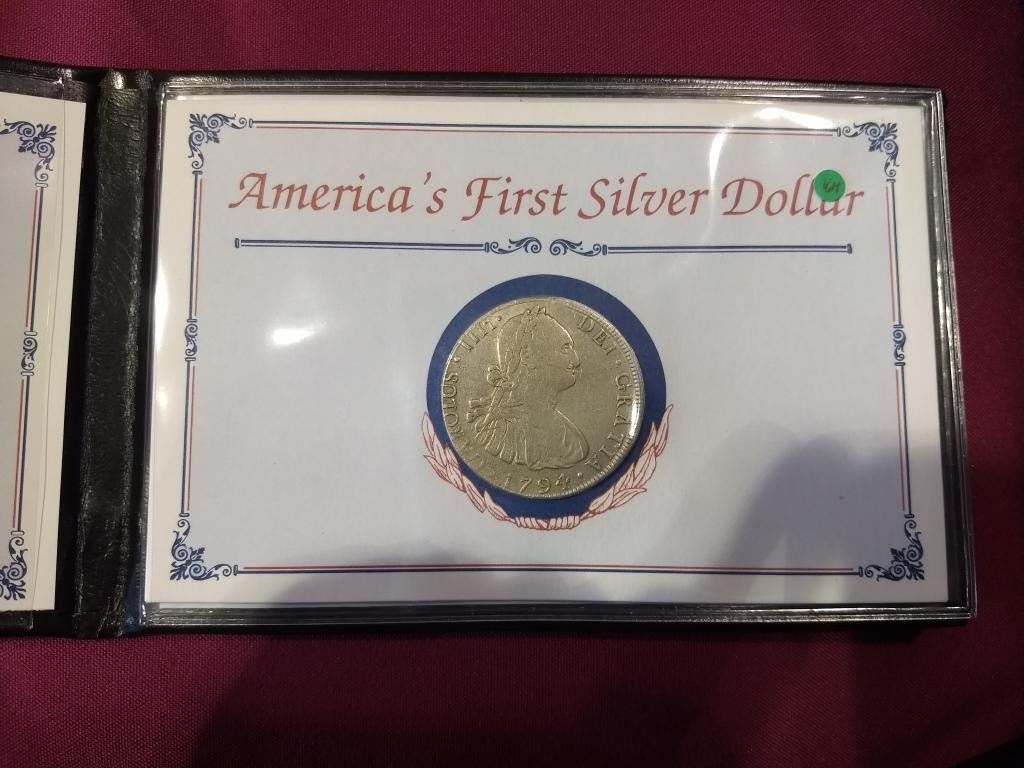 America's First Silver Dollar
CAROLUS · IIII · DEI · GRATIA ·
· 1794 ·